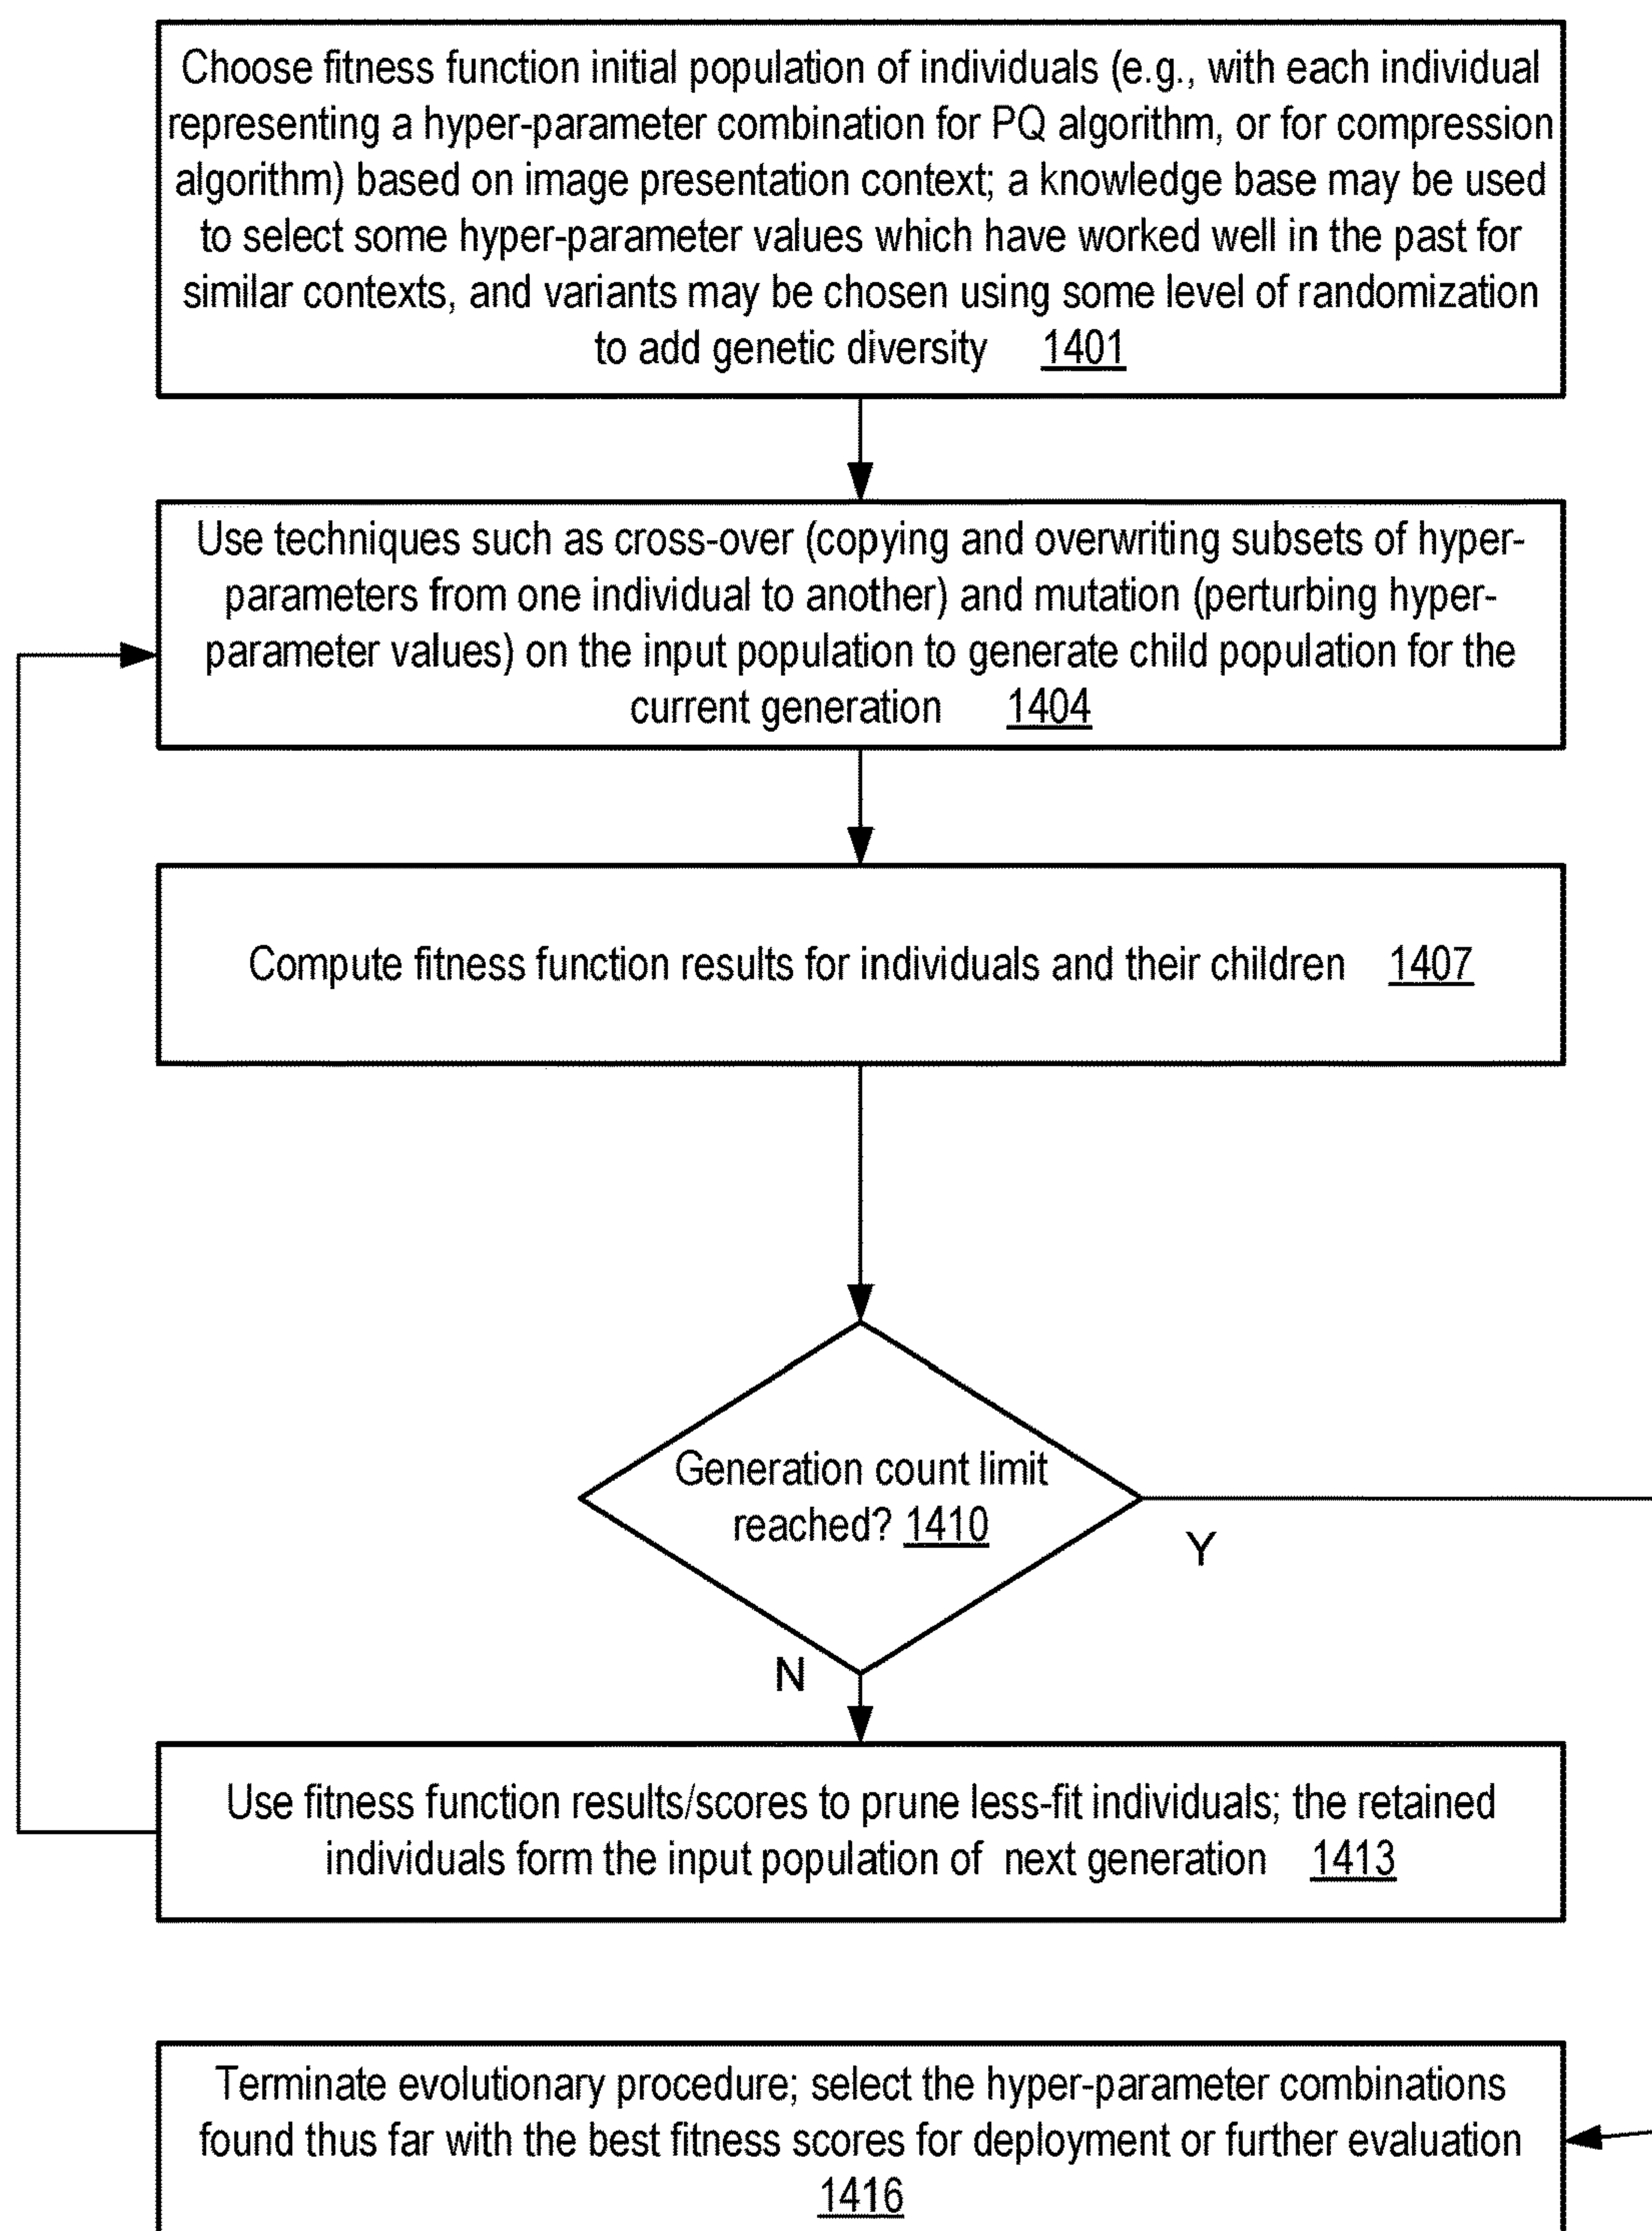 Choose fitness function initial population of individuals (e.g., with each individual
representing a hyper-parameter combination for PQ algorithm, or for compression
algorithm) based on image presentation context; a knowledge base may be used
to select some hyper-parameter values which have worked well in the past for
similar contexts, and variants may be chosen using some level of randomization
to add genetic diversity 1401
Use techniques such as cross-over (copying and overwriting subsets of hyper-
parameters from one individual to another) and mutation (perturbing hyper-
parameter values) on the input population to generate child population for the
current generation 1404
Compute fitness function results for individuals and their children 1407
Generation count limit
reached? 1410
Y
N
Use fitness function results/scores to prune less-fit individuals; the retained
individuals form the input population of next generation 1413
Terminate evolutionary procedure; select the hyper-parameter combinations
found thus far with the best fitness scores for deployment or further evaluation
1416